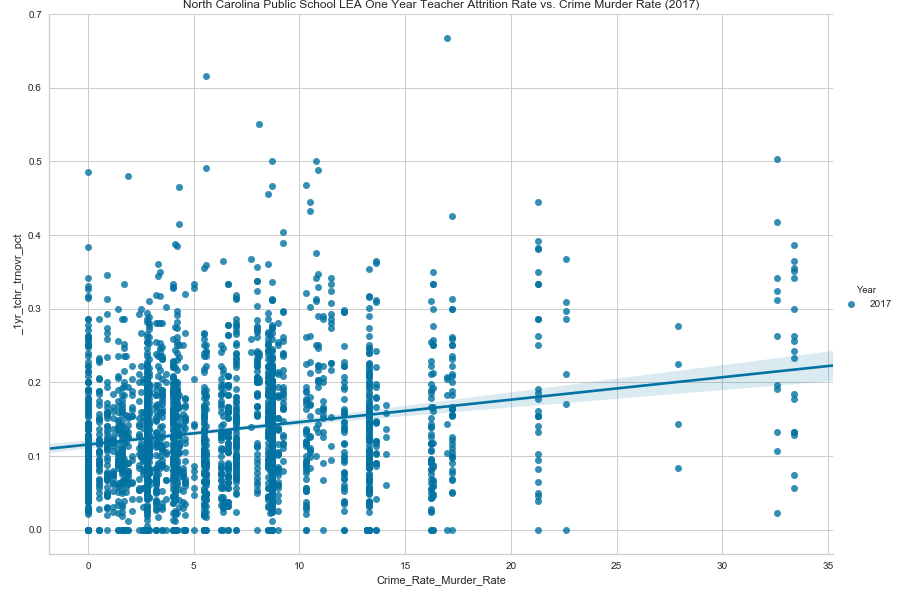 North Carolina Public School LEA One Year Teacher Attrition Rate vs. Crime Murder Rate (2017)
0.7
0.6
0.5
0.4
0.3
0.2
0.1
0.0
_1yr_tchr_trnovr_pct
0 5 10 15 20 25 30 35
Crime_Rate_Murder_Rate
Year
2017